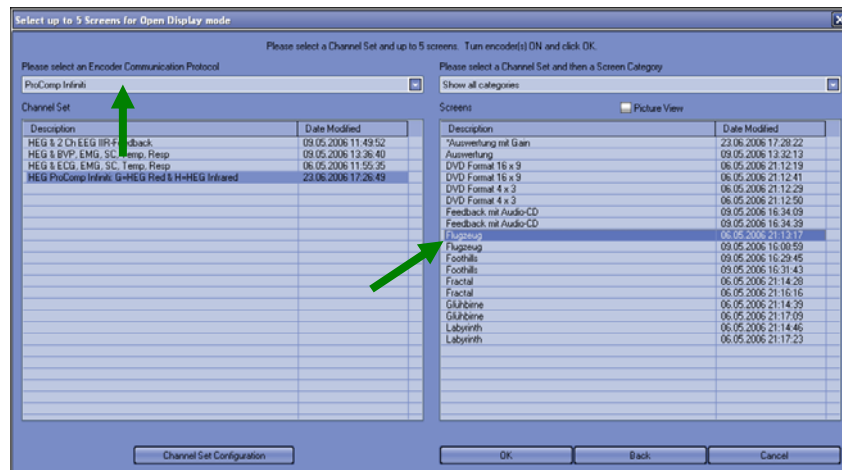 Select up to 5 Screens for Open Display mode
Please select a Channel Set and up to 5 screens. Turn encoder(s) ON and click OK.
Please select an Encoder Communication Protocol
Please select a Channel Set and then a Screen Category
ProComp Infiniti
Show all categories
Channel Set
Screens
Picture View
Description Date Modified
HEG & 2 Ch EEG IIR-Feedback 09.05.2006 11:49:52
HEG & BVP, EMG, SC, Temp, Resp 09.05.2006 13:36:40
HEG & ECG, EMG, SC, Temp, Resp 06.05.2006 11:55:35
HEG ProComp Infiniti: G=HEG Red & H=HEG Infrared 23.06.2006 17:26:49
Description Date Modified
*Auswertung mit Gain 23.06.2006 17:28:22
Auswertung 09.05.2006 13:32:13
DVD Format 16 x 9 06.05.2006 21:12:19
DVD Format 16 x 9 06.05.2006 21:12:41
DVD Format 4 x 3 06.05.2006 21:12:29
DVD Format 4 x 3 06.05.2006 21:12:50
Feedback mit Audio-CD 09.05.2006 16:34:09
Feedback mit Audio-CD 09.05.2006 16:34:39
Flugzeug 06.05.2006 21:13:17
Flugzeug 09.05.2006 16:00:59
Foothills 09.05.2006 16:29:45
Foothills 09.05.2006 16:31:43
Fractal 06.05.2006 21:14:28
Fractal 06.05.2006 21:16:16
Glühbirne 06.05.2006 21:14:39
Glühbirne 06.05.2006 21:17:09
Labyrinth 06.05.2006 21:14:46
Labyrinth 06.05.2006 21:17:23
Channel Set Configuration
OK
Back
Cancel